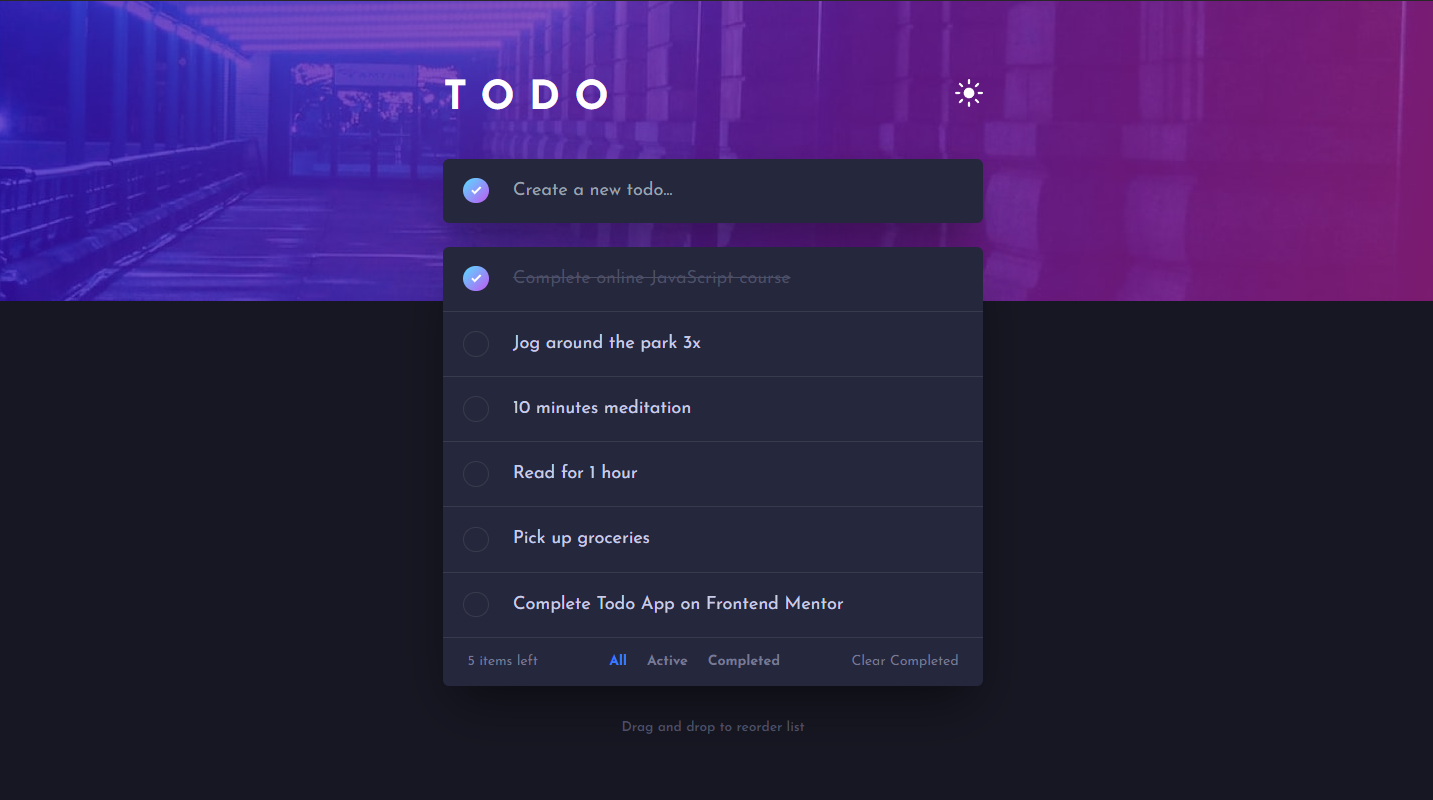 TODO
Create a new todo...
Complete online JavaScript course
Jog around the park 3x
10 minutes meditation
Read for 1 hour
Pick up groceries
Complete Todo App on Frontend Mentor
5 items left All Active Completed Clear Completed
Drag and drop to reorder list